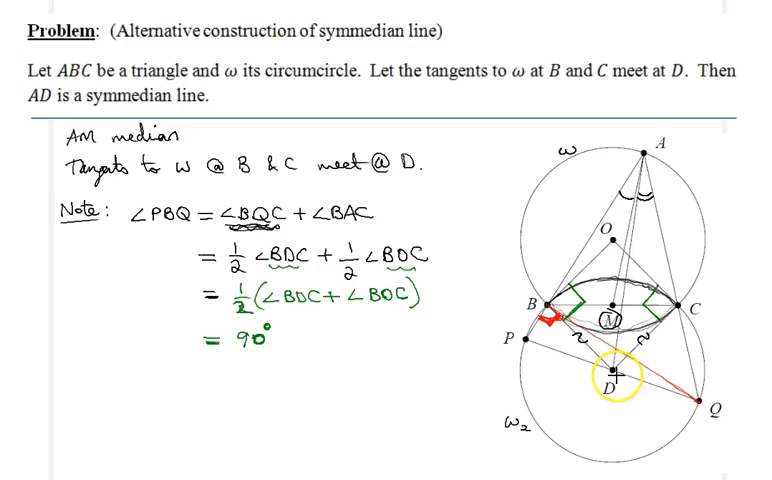 Problem: (Alternative construction of symmedian line)
Let ABC be a triangle and ω its circumcircle. Let the tangents to ω at B and C meet at D. Then
AD is a symmedian line.
AM median
Tangents to ω @ B & C meet @ D.
Note: ∠PBQ = ∠BQC + ∠BAC
= 1/2 ∠BDC + 1/2 ∠BOC
= 1/2 (∠BDC + ∠BOC)
= 90°
ω
A
O
B
M
C
P
D
Q
ω₂